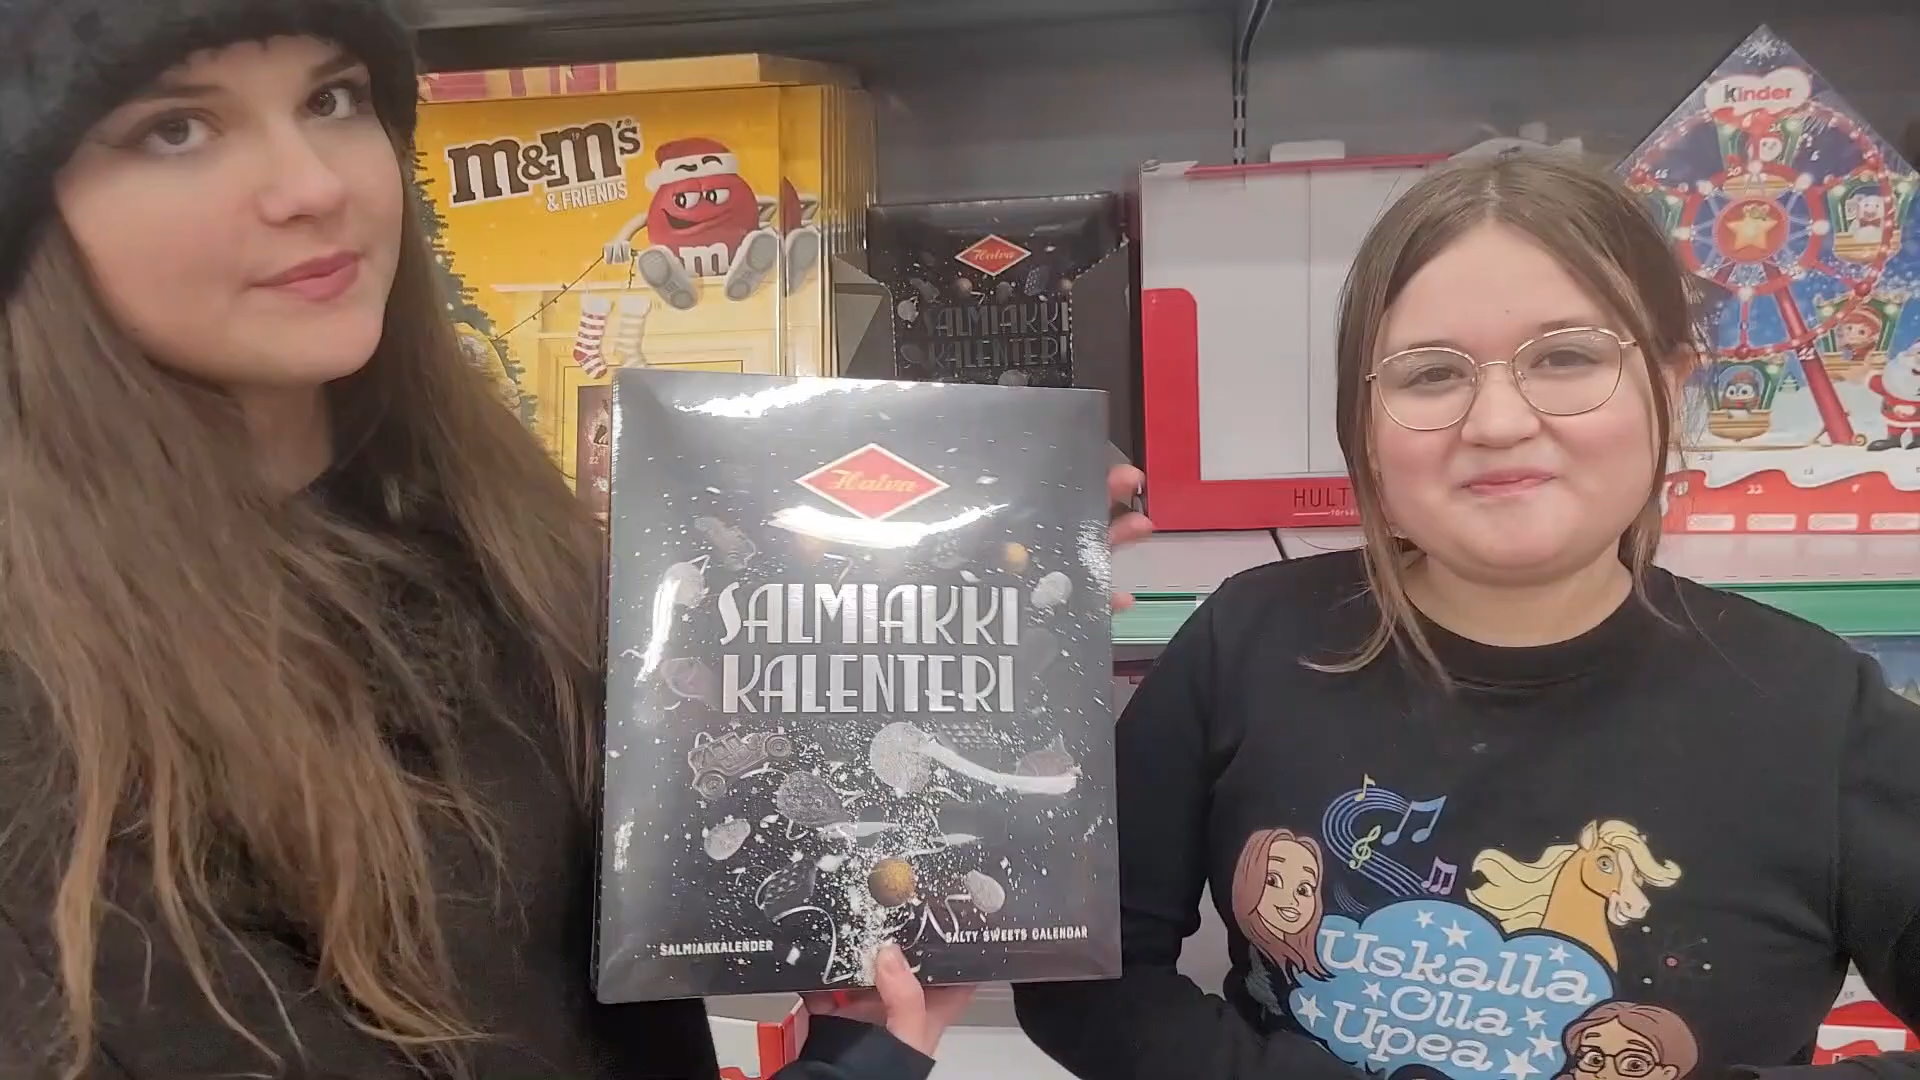 m&m's
& FRIENDS
m
Halva
SALMIAKKI
KALENTERI
Kinder
HULT
Halva
SALMIAKKI
KALENTERI
SALMIAKKALENDER
SALTY SWEETS CALENDAR
Uskalla
Olla
Upea